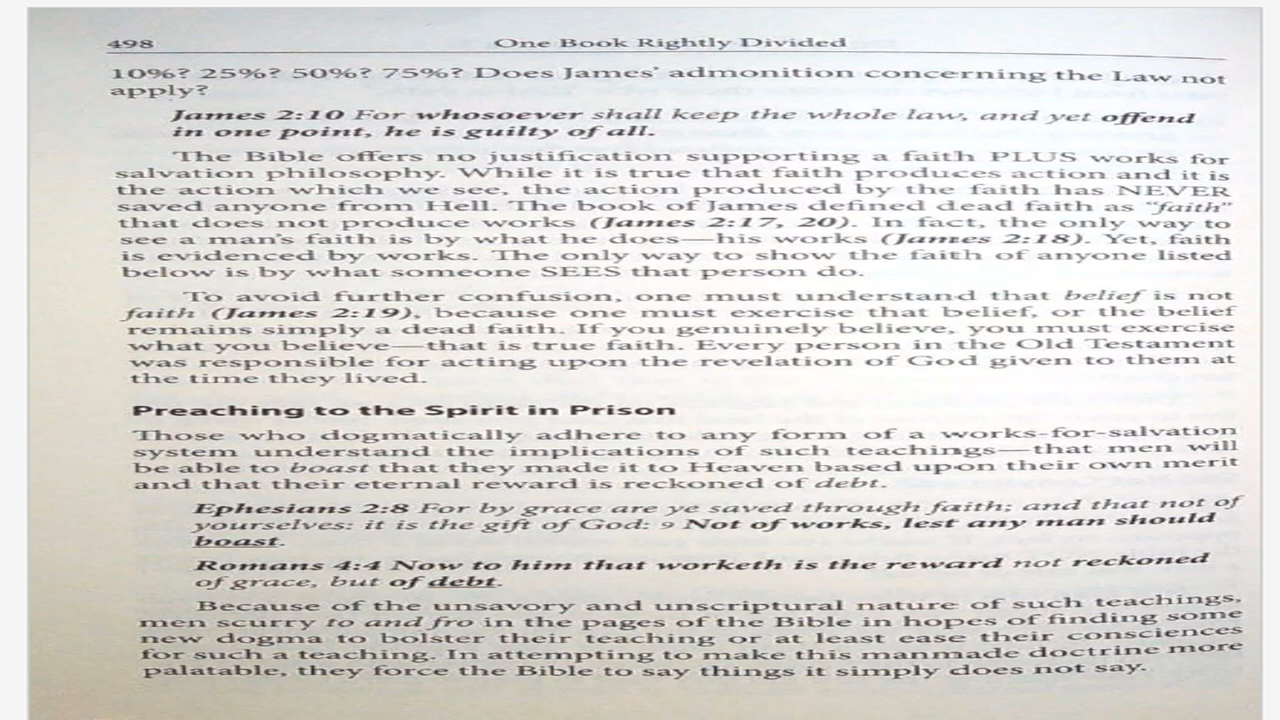 498
One Book Rightly Divided
10%? 25%? 50%? 75%? Does James' admonition concerning the Law not
apply?
James 2:10 For whosoever shall keep the whole law, and yet offend
in one point, he is guilty of all.
The Bible offers no justification supporting a faith PLUS works for
salvation philosophy. While it is true that faith produces action and it is
the action which we see, the action produced by the faith has NEVER
saved anyone from Hell. The book of James defined dead faith as "faith"
that does not produce works (James 2:17, 20). In fact, the only way to
see a man's faith is by what he does—his works (James 2:18). Yet, faith
is evidenced by works. The only way to show the faith of anyone listed
below is by what someone SEES that person do.
To avoid further confusion, one must understand that belief is not
faith (James 2:19), because one must exercise that belief, or the belief
remains simply a dead faith. If you genuinely believe, you must exercise
what you believe—that is true faith. Every person in the Old Testament
was responsible for acting upon the revelation of God given to them at
the time they lived.
Preaching to the Spirit in Prison
Those who dogmatically adhere to any form of a works-for-salvation
system understand the implications of such teachings—that men will
be able to boast that they made it to Heaven based upon their own merit
and that their eternal reward is reckoned of debt.
Ephesians 2:8 For by grace are ye saved through faith; and that not of
yourselves: it is the gift of God: 9 Not of works, lest any man should
boast.
Romans 4:4 Now to him that worketh is the reward not reckoned
of grace, but of debt.
Because of the unsavory and unscriptural nature of such teachings,
men scurry to and fro in the pages of the Bible in hopes of finding some
new dogma to bolster their teaching or at least ease their consciences
for such a teaching. In attempting to make this manmade doctrine more
palatable, they force the Bible to say things it simply does not say.